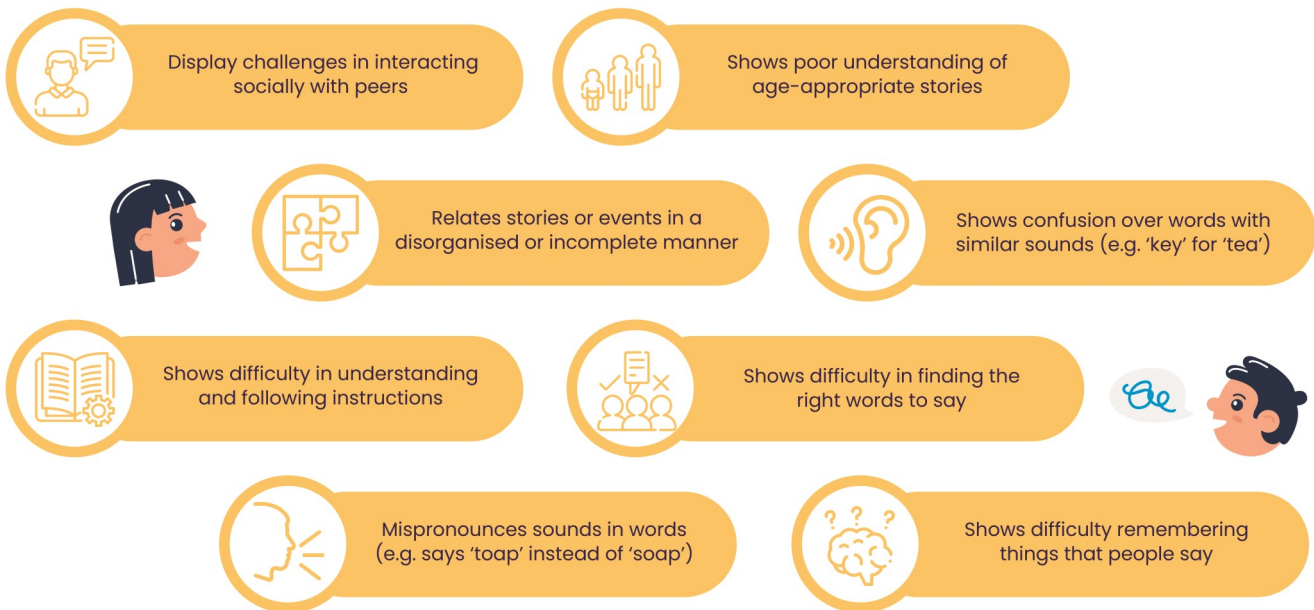 Display challenges in interacting
socially with peers
Shows poor understanding of
age-appropriate stories
Relates stories or events in a
disorganised or incomplete manner
Shows confusion over words with
similar sounds (e.g. ‘key’ for ‘tea’)
Shows difficulty in understanding
and following instructions
Shows difficulty in finding the
right words to say
Mispronounces sounds in words
(e.g. says ‘toap’ instead of ‘soap’)
Shows difficulty remembering
things that people say